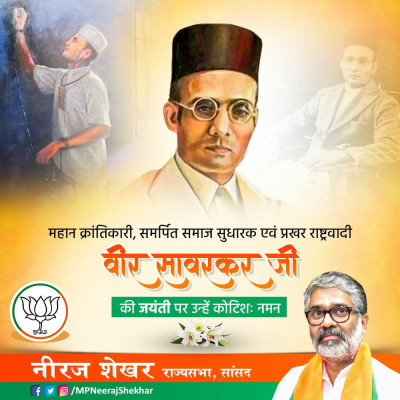 महान क्रांतिकारी, समर्पित समाज सुधारक एवं प्रखर राष्ट्रवादी
वीर सावरकर जी
की जयंती पर उन्हें कोटिशः नमन
नीरज शेखर राज्यसभा, सांसद
/MPNeerajShekhar